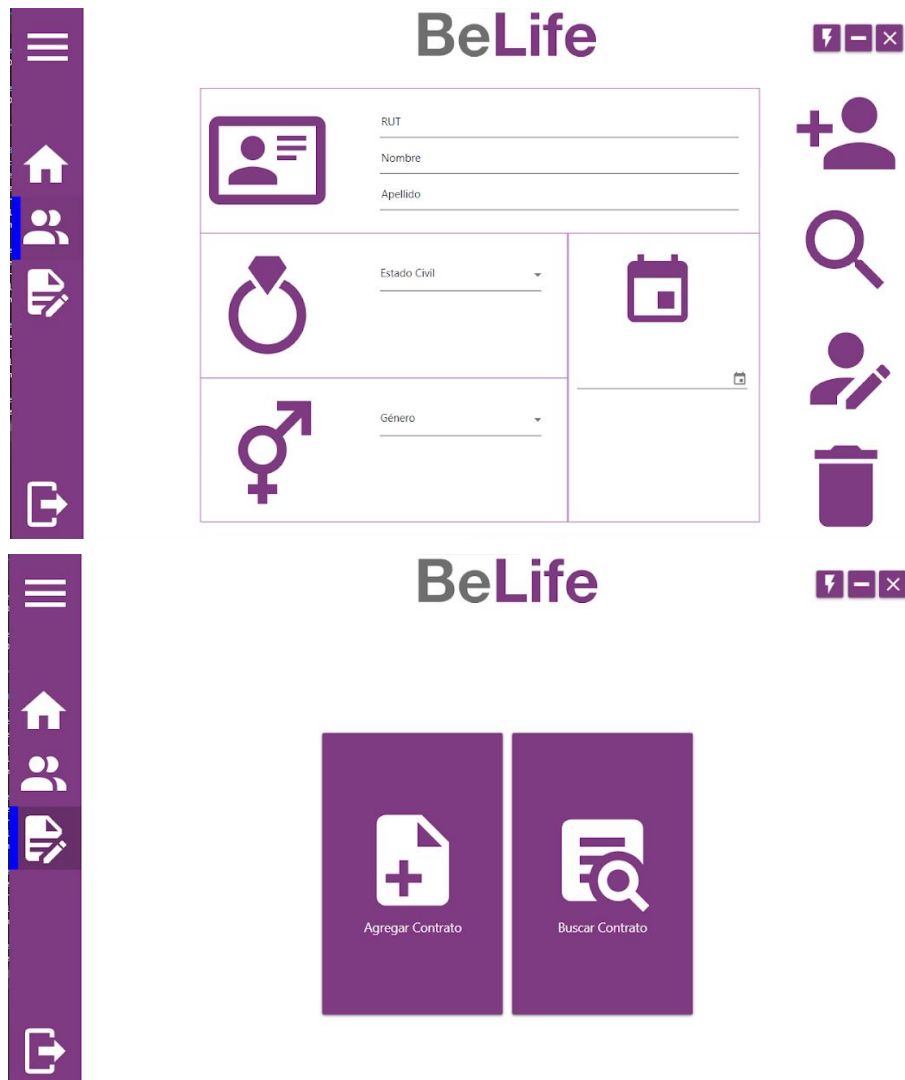 BeLife
RUT
Nombre
Apellido
Estado Civil
Género
BeLife
Agregar Contrato
Buscar Contrato